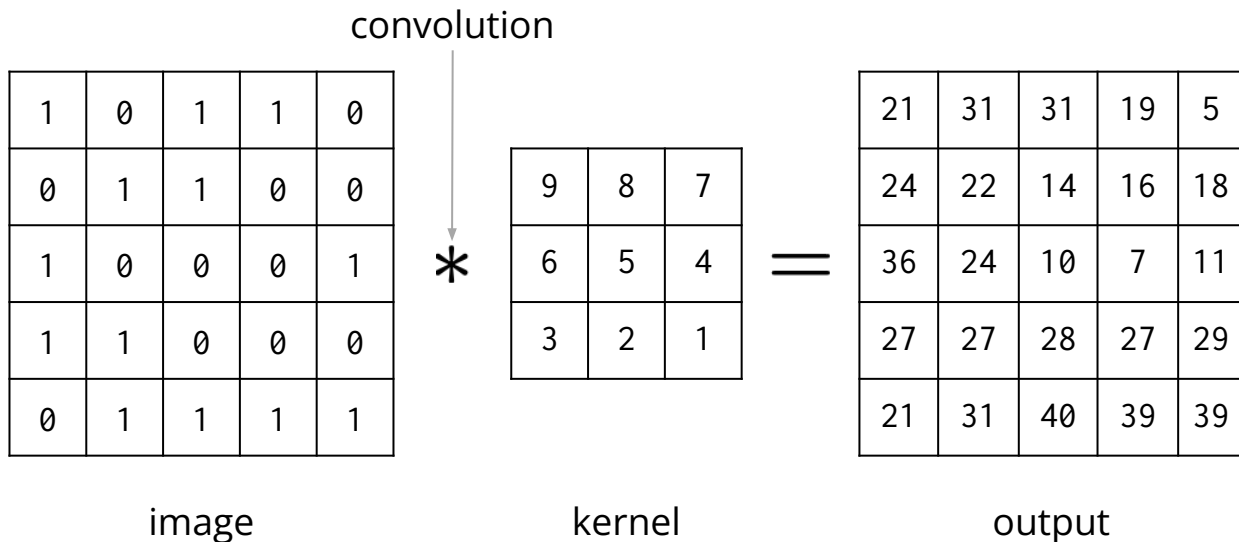 convolution
1 0 1 1 0
0 1 1 0 0
1 0 0 0 1
1 1 0 0 0
0 1 1 1 1
*
9 8 7
6 5 4
3 2 1
=
21 31 31 19 5
24 22 14 16 18
36 24 10 7 11
27 27 28 27 29
21 31 40 39 39
image
kernel
output